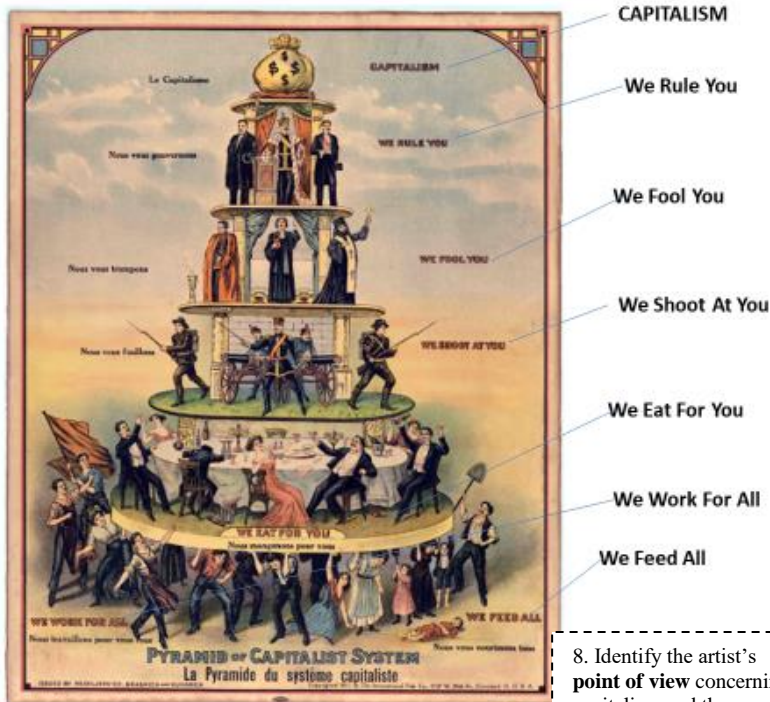 CAPITALISM
We Rule You
We Fool You
We Shoot At You
We Eat For You
We Work For All
We Feed All
Le Capitalisme
CAPITALISM
Nous vous gouvernons
WE RULE YOU
Nous vous trompons
WE FOOL YOU
Nous vous fusillons
WE SHOOT AT YOU
WE EAT FOR YOU
Nous mangeons pour vous
WE WORK FOR ALL
WE FEED ALL
Nous travaillons pour vous tous
Nous nourissons tous
PYRAMID OF CAPITALIST SYSTEM
La Pyramide du système capitaliste
8. Identify the artist's
point of view